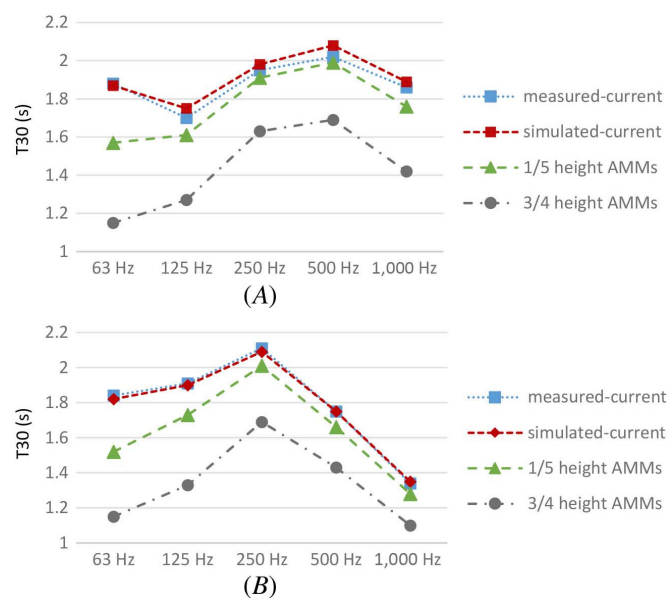 2.2
2
1.8
1.6
1.4
1.2
1
T30 (s)
63 Hz 125 Hz 250 Hz 500 Hz 1,000 Hz
measured-current
simulated-current
1/5 height AMMs
3/4 height AMMs
(A)
2.2
2
1.8
1.6
1.4
1.2
1
T30 (s)
63 Hz 125 Hz 250 Hz 500 Hz 1,000 Hz
measured-current
simulated-current
1/5 height AMMs
3/4 height AMMs
(B)